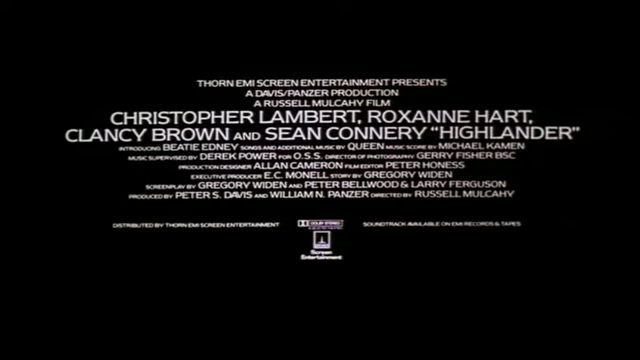 THORN EMI SCREEN ENTERTAINMENT PRESENTS
A DAVIS/PANZER PRODUCTION
A RUSSELL MULCAHY FILM
CHRISTOPHER LAMBERT, ROXANNE HART,
CLANCY BROWN AND SEAN CONNERY "HIGHLANDER"
INTRODUCING BEATIE EDNEY SONGS AND ADDITIONAL MUSIC BY QUEEN MUSIC SCORE BY MICHAEL KAMEN
MUSIC SUPERVISED BY DEREK POWER FOR O.S.S. DIRECTOR OF PHOTOGRAPHY GERRY FISHER BSC
PRODUCTION DESIGNER ALLAN CAMERON FILM EDITOR PETER HONESS
EXECUTIVE PRODUCER E.C. MONELL STORY BY GREGORY WIDEN
SCREENPLAY BY GREGORY WIDEN AND PETER BELLWOOD & LARRY FERGUSON
PRODUCED BY PETER S. DAVIS AND WILLIAM N. PANZER DIRECTED BY RUSSELL MULCAHY
DISTRIBUTED BY THORN EMI SCREEN ENTERTAINMENT DOLBY STEREO SOUNDTRACK AVAILABLE ON EMI RECORDS & TAPES
Screen
Entertainment